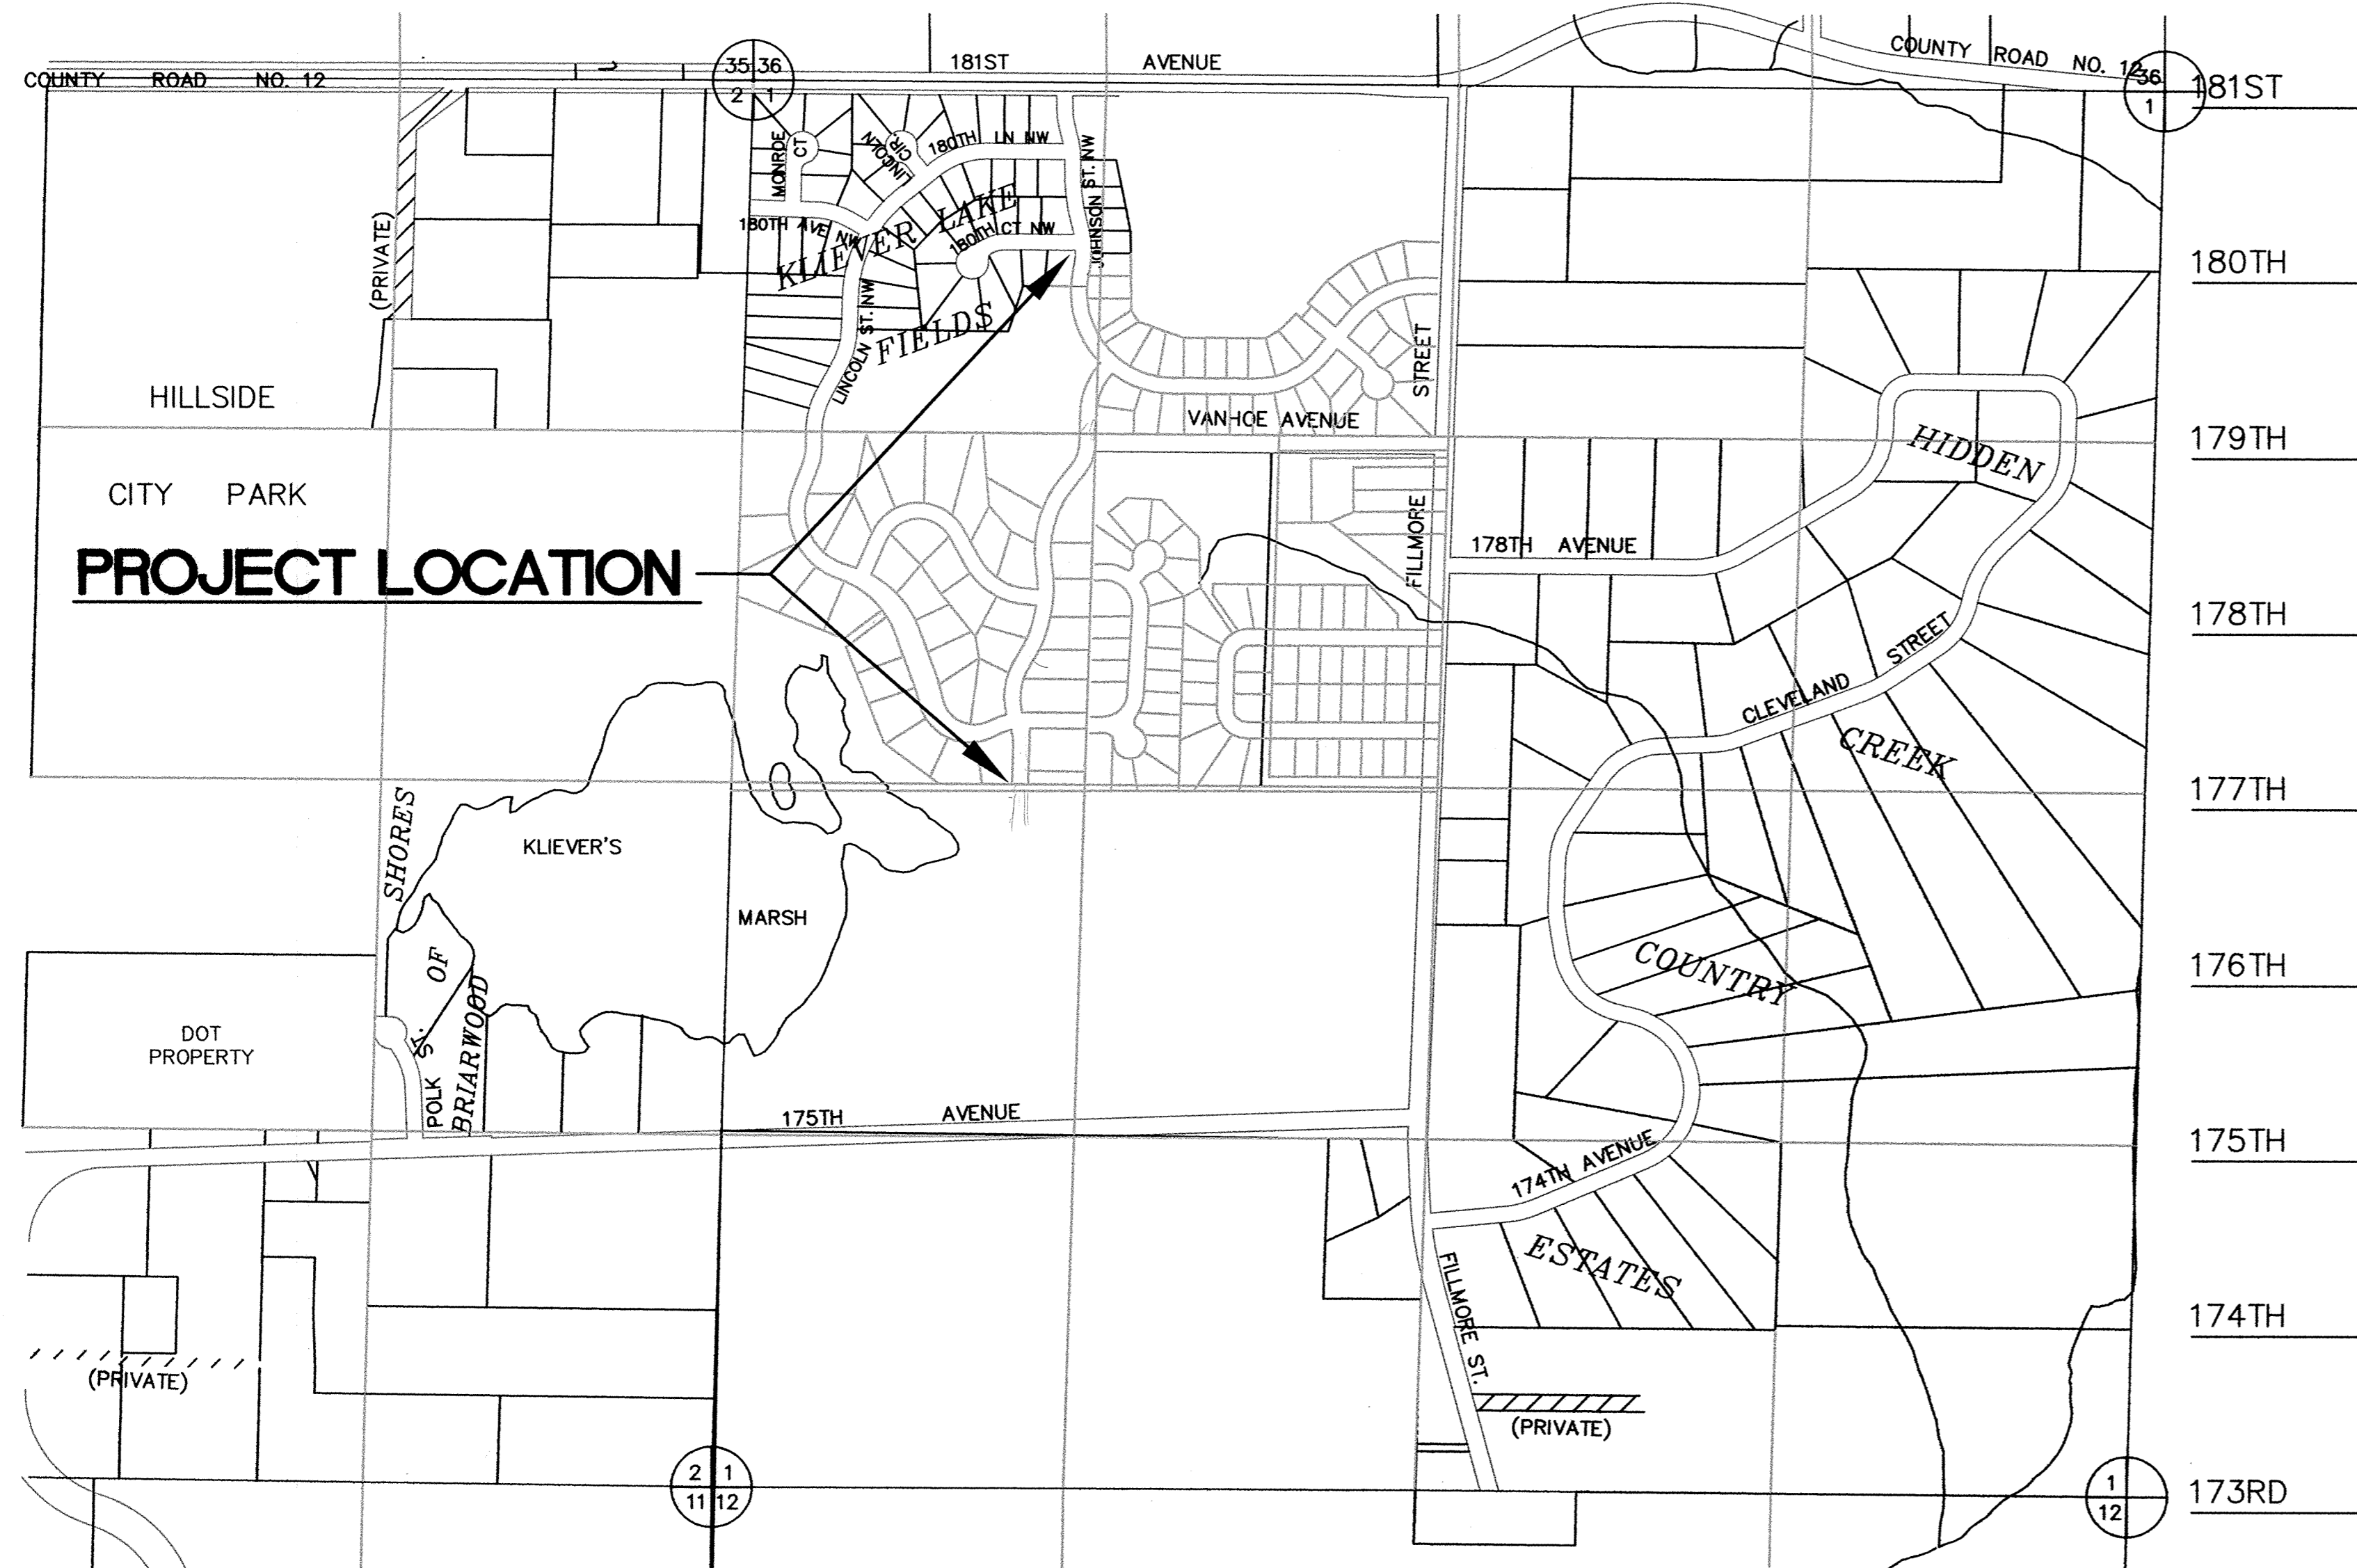 COUNTY ROAD NO. 12
35 36
2 1
181ST AVENUE
COUNTY ROAD NO. 12
36
1
181ST
MONROE CT
LINCOLN CIR.
180TH LN NW
JOHNSON ST. NW
180TH AVE NW
180TH CT NW
KLIEVER LAKE
FIELDS
LINCOLN ST. NW
(PRIVATE)
180TH
HILLSIDE
CITY PARK
STREET
VANHOE AVENUE
HIDDEN
179TH
PROJECT LOCATION
FILLMORE
178TH AVENUE
178TH
CLEVELAND STREET
CREEK
177TH
SHORES
OF
BRIARWOOD
KLIEVER'S
MARSH
COUNTRY
176TH
DOT
PROPERTY
POLK ST.
175TH AVENUE
175TH
174TH AVENUE
ESTATES
FILLMORE ST.
174TH
(PRIVATE)
(PRIVATE)
2 1
11 12
1
12
173RD